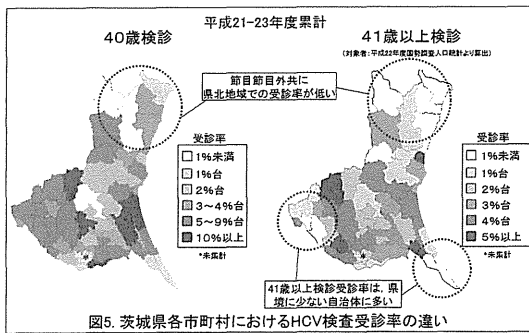 平成21-23年度累計
40歳検診
41歳以上検診
(対象者:平成22年度国勢調査人口統計より算出)
節目節目外共に
県北地域での受診率が低い
受診率
1%未満
1%台
2%台
3~4%台
5~9%台
10%以上
*未集計
受診率
1%未満
1%台
2%台
3%台
4%台
5%以上
*未集計
41歳以上検診受診率は,県
境に少ない自治体に多い
図5. 茨城県各市町村におけるHCV検査受診率の違い